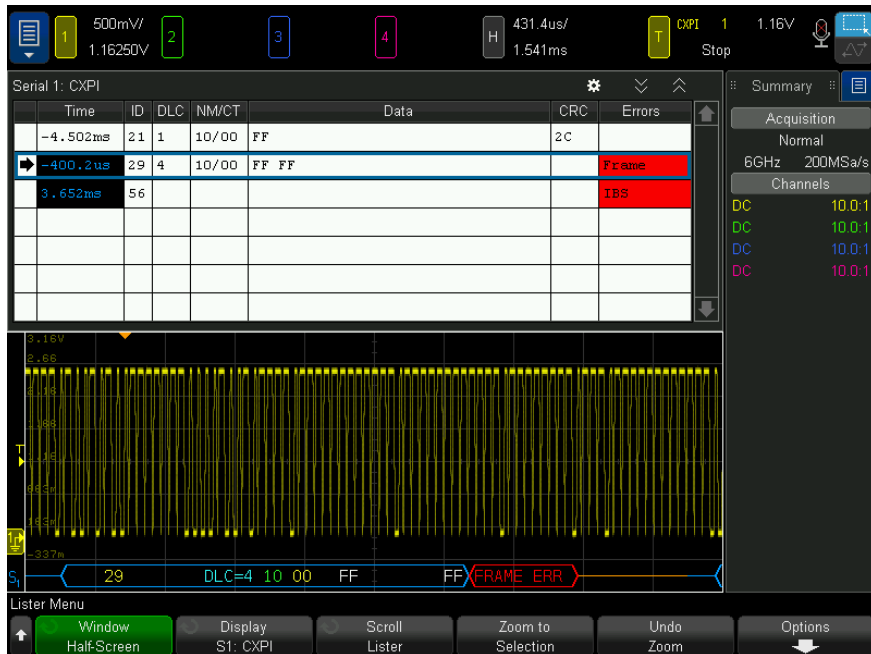 1 500mV/ 2 3 4 H 431.4us/ T CXPI 1 1.16V
1.16250V 1.541ms Stop
Serial 1: CXPI
Time ID DLC NM/CT Data CRC Errors
-4.502ms 21 1 10/00 FF 2C
-400.2us 29 4 10/00 FF FF Frame
3.652ms 56 IBS
Summary
Acquisition
Normal
6GHz 200MSa/s
Channels
DC 10.0:1
DC 10.0:1
DC 10.0:1
DC 10.0:1
3.16V
2.66
T
163m
-337m
S1 29 DLC=4 10 00 FF FF FRAME ERR
Lister Menu
Window Display Scroll Zoom to Undo Options
Half-Screen S1: CXPI Lister Selection Zoom